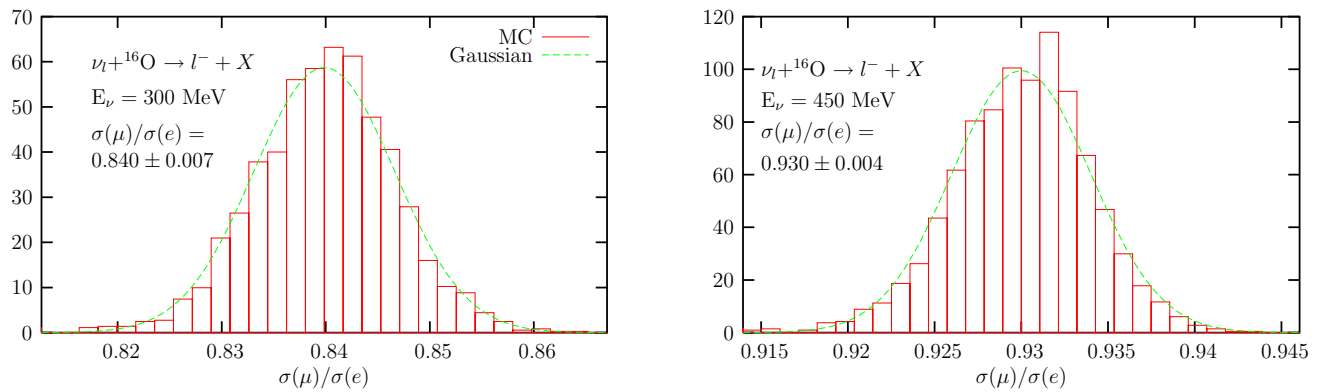 70
60
50
40
30
20
10
0
MC
Gaussian
νₗ+¹⁶O → l⁻ + X
E_ν = 300 MeV
σ(μ)/σ(e) =
0.840 ± 0.007
0.82 0.83 0.84 0.85 0.86
σ(μ)/σ(e)
120
100
80
60
40
20
0
νₗ+¹⁶O → l⁻ + X
E_ν = 450 MeV
σ(μ)/σ(e) =
0.930 ± 0.004
0.915 0.92 0.925 0.93 0.935 0.94 0.945
σ(μ)/σ(e)